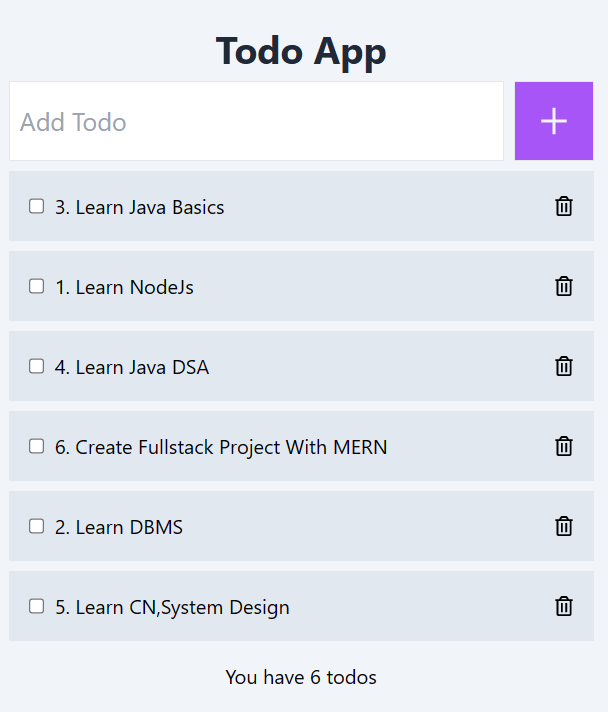 Todo App
Add Todo
3. Learn Java Basics
1. Learn NodeJs
4. Learn Java DSA
6. Create Fullstack Project With MERN
2. Learn DBMS
5. Learn CN,System Design
You have 6 todos